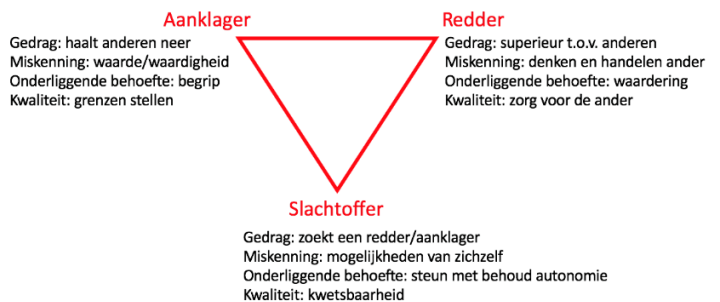 Aanklager
Gedrag: haalt anderen neer
Miskenning: waarde/waardigheid
Onderliggende behoefte: begrip
Kwaliteit: grenzen stellen
Redder
Gedrag: superieur t.o.v. anderen
Miskenning: denken en handelen ander
Onderliggende behoefte: waardering
Kwaliteit: zorg voor de ander
Slachtoffer
Gedrag: zoekt een redder/aanklager
Miskenning: mogelijkheden van zichzelf
Onderliggende behoefte: steun met behoud autonomie
Kwaliteit: kwetsbaarheid